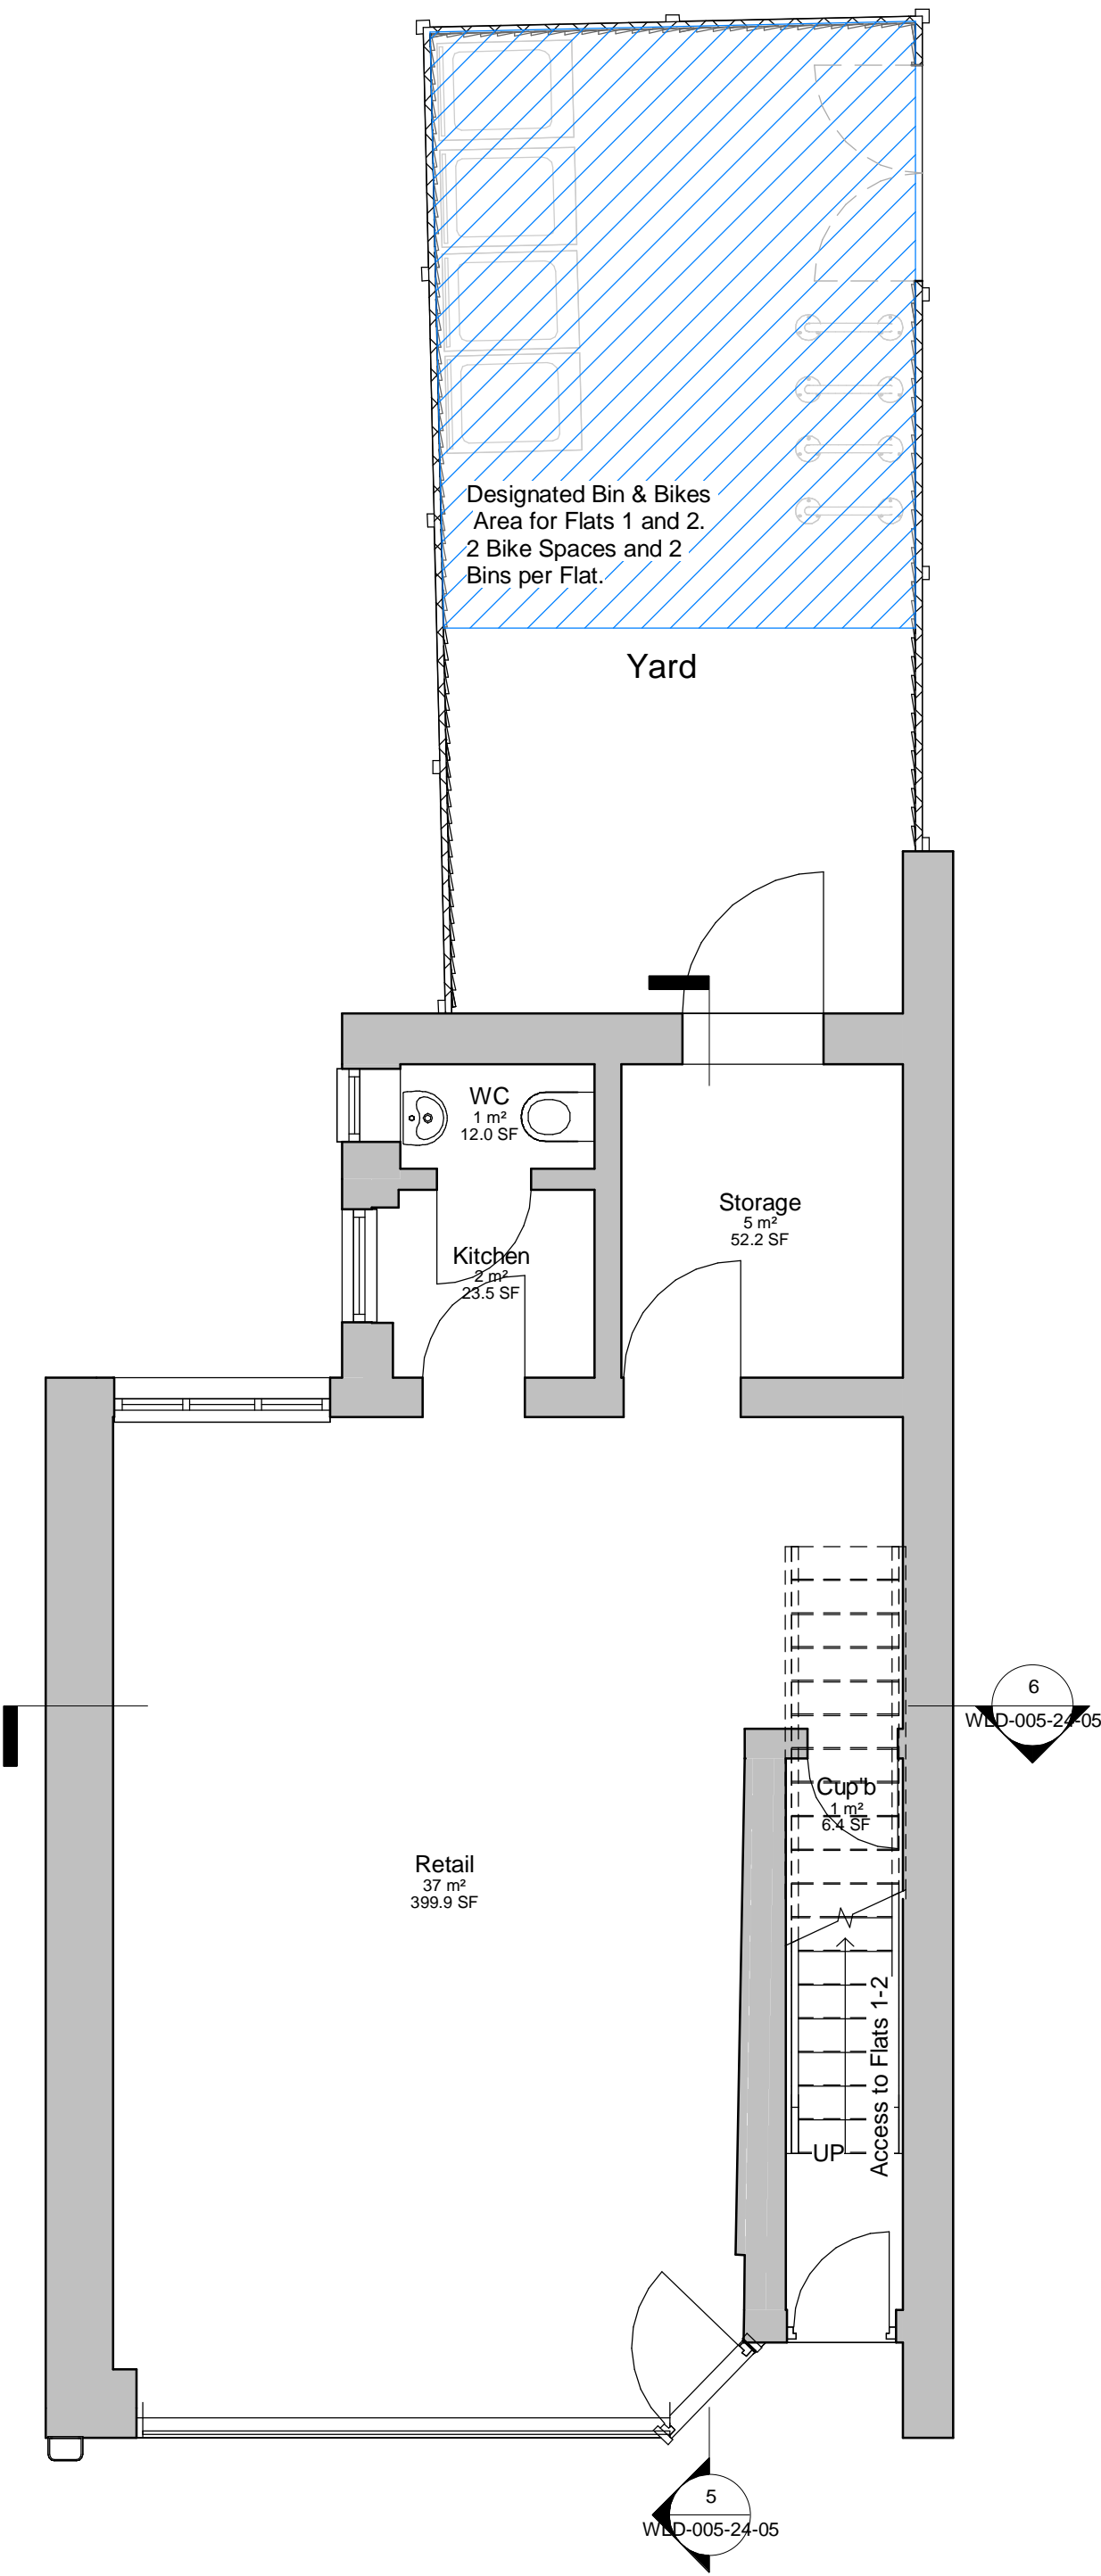 Designated Bin & Bikes
Area for Flats 1 and 2.
2 Bike Spaces and 2
Bins per Flat.
Yard
WC
1 m²
12.0 SF
Storage
5 m²
52.2 SF
Kitchen
2 m²
23.5 SF
6
WLD-005-24-05
Cup'b
1 m²
6.4 SF
Retail
37 m²
399.9 SF
Access to Flats 1-2
UP
5
WLD-005-24-05